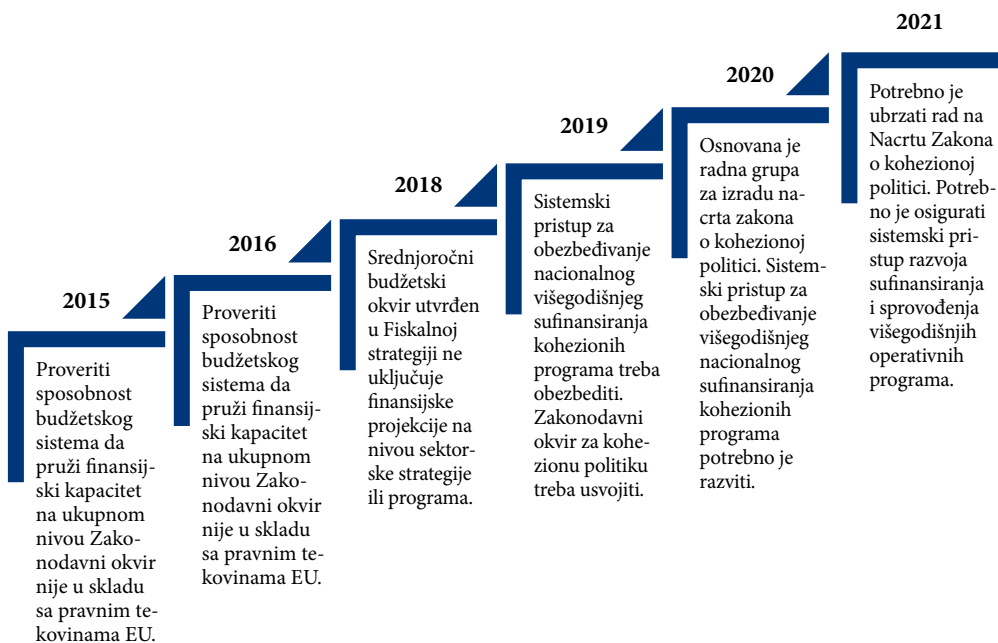 2015
Proveriti
sposobnost
budžetskog
sistema da
pruži finansij-
ski kapacitet
na ukupnom
nivou Zako-
nodavni okvir
nije u skladu
sa pravnim te-
kovinama EU.
2016
Proveriti
sposobnost
budžetskog
sistema da
pruži finansij-
ski kapacitet
na ukupnom
nivou Zako-
nodavni okvir
nije u skladu
sa pravnim te-
kovinama EU.
2018
Srednjoročni
budžetski
okvir utvrđen
u Fiskalnoj
strategiji ne
uključuje
finansijske
projekcije na
nivou sektor-
ske strategije
ili programa.
2019
Sistemski
pristup za
obezbeđivanje
nacionalnog
višegodišnjeg
sufinansiranja
kohezionih
programa treba
obezbediti.
Zakonodavni
okvir za kohe-
zionu politiku
treba usvojiti.
2020
Osnovana je
radna grupa
za izradu na-
crta zakona
o kohezionoj
politici. Sistem-
ski pristup za
obezbeđivanje
višegodišnjeg
nacionalnog
sufinansiranja
kohezionih
programa
potrebno je
razviti.
2021
Potrebno je
ubrzati rad na
Nacrtu Zakona
o kohezionoj
politici. Potreb-
no je osigurati
sistemski pri-
stup razvoja
sufinansiranja
i sprovođenja
višegodišnjih
operativnih
programa.